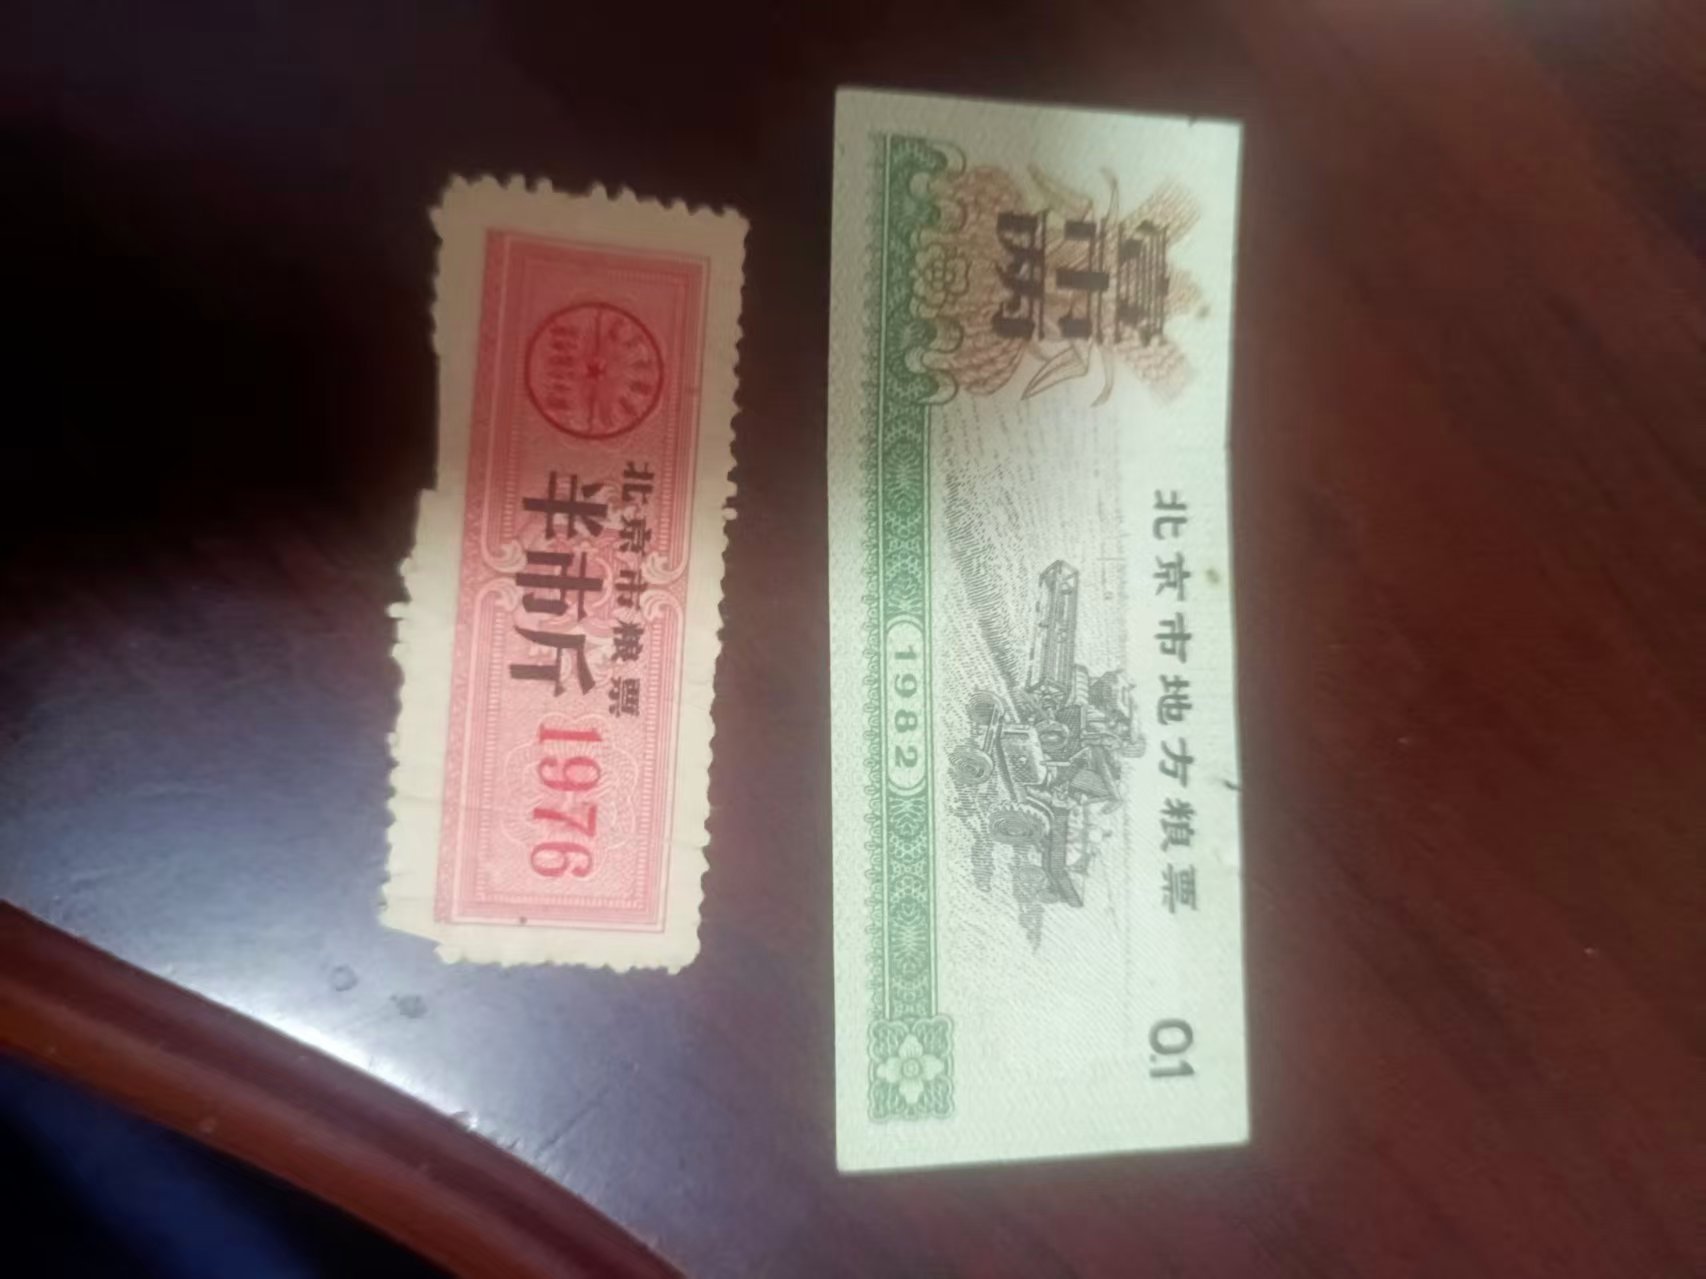 北京市粮票
半市斤
1976
壹市两
北京市地方粮票
0.1
(1982)